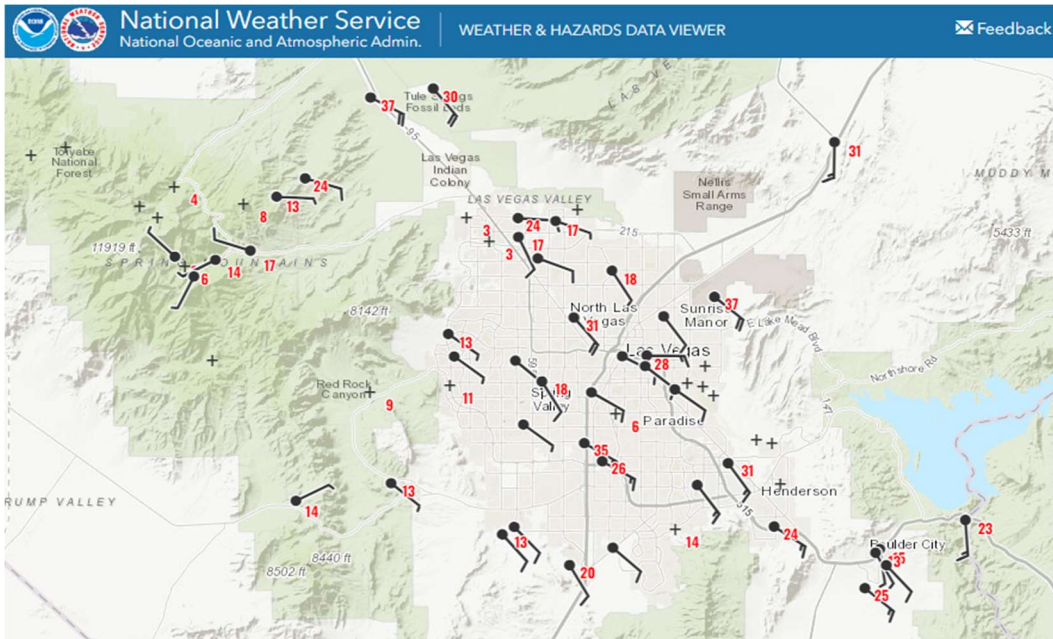 National Weather Service
National Oceanic and Atmospheric Admin.
WEATHER & HAZARDS DATA VIEWER
Feedback
37
30
Tule Springs
Fossil Beds
95
31
Toiyabe
National
Forest
Las Vegas
Indian
Colony
Nellis
Small Arms
Range
MUDDY M
4
24
8
13
LAS VEGAS VALLEY
3
24
17
215
3
17
5433 ft
11919 ft
SPRING MOUNTAINS
6
14
17
18
8142 ft
North Las
Vegas
31
Sunrise
Manor
37
E Lake Mead Blvd
13
Las Vegas
28
Northshore Rd
Red Rock
Canyon
9
11
18
Spring
Valley
Paradise
6
35
26
31
Henderson
RUMP VALLEY
14
13
315
24
23
14
8440 ft
8502 ft
13
20
Boulder City
25